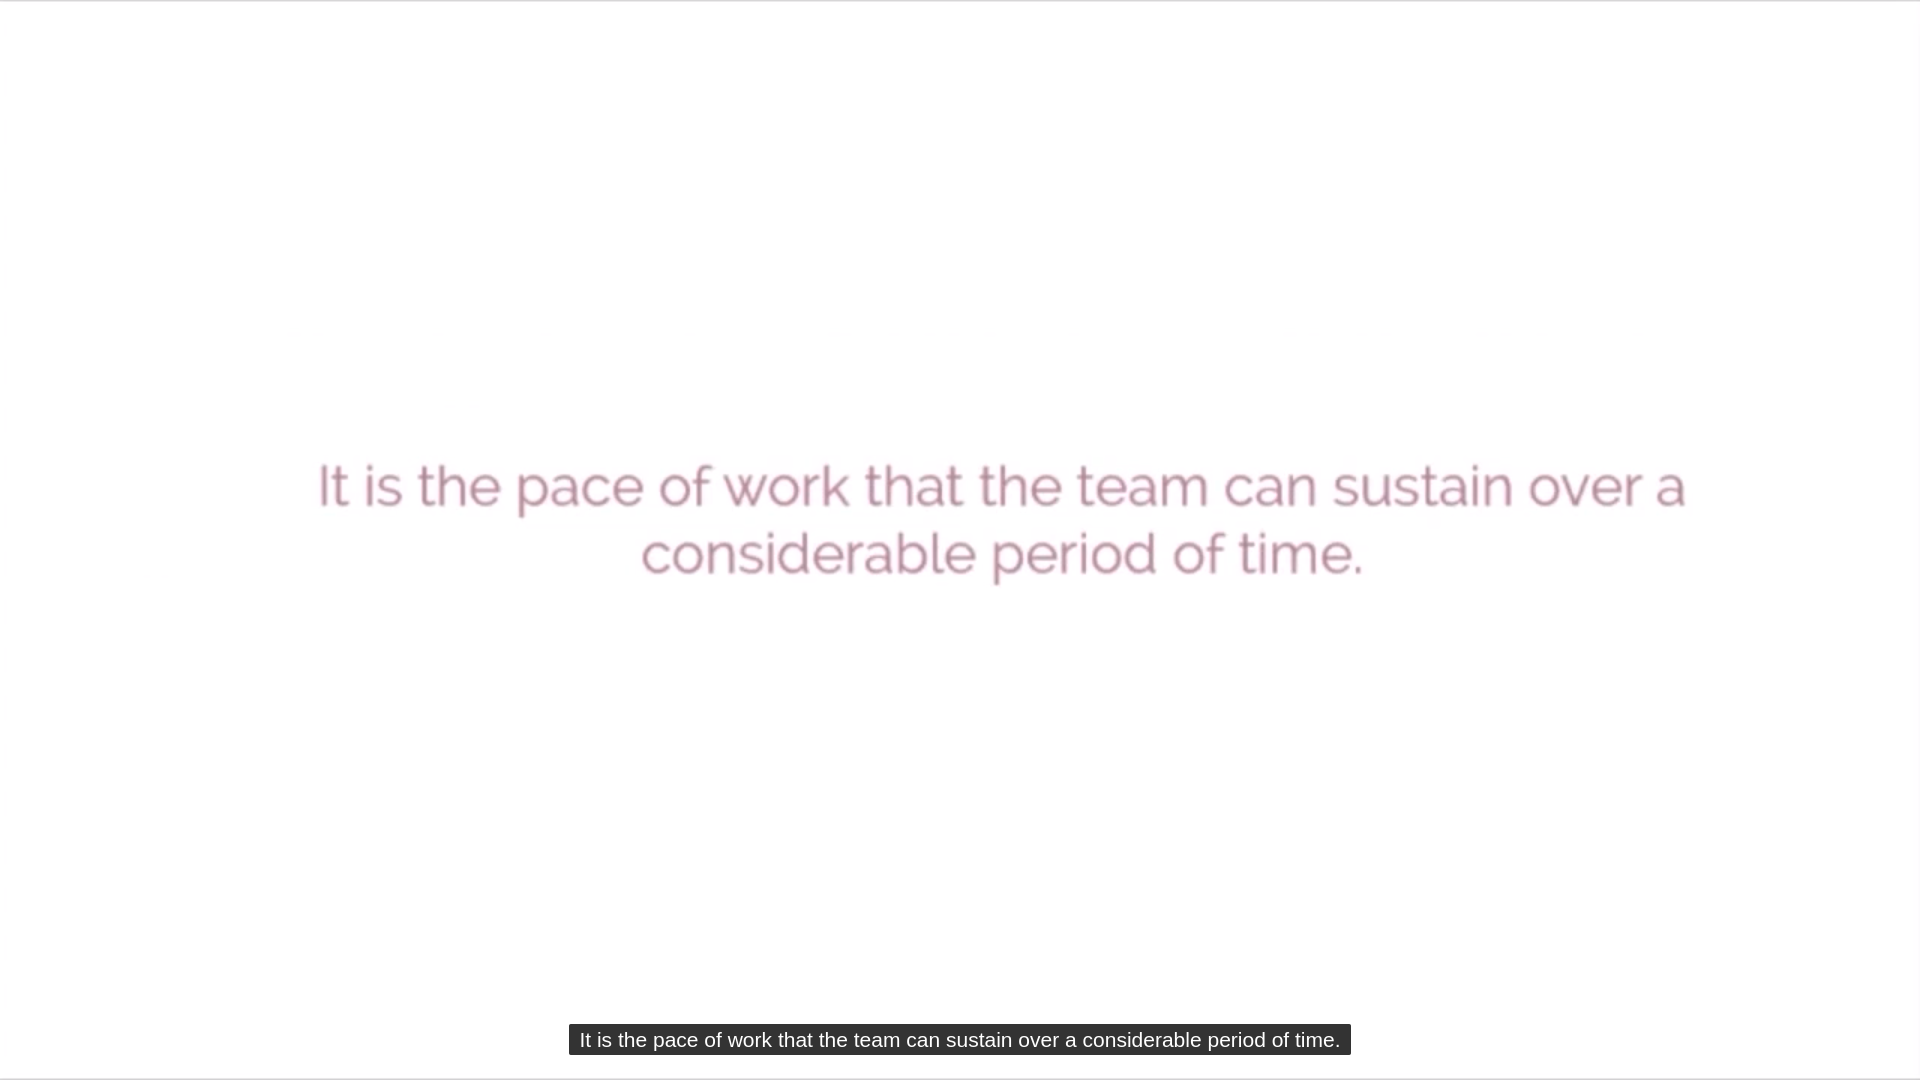 It is the pace of work that the team can sustain over a
considerable period of time.
It is the pace of work that the team can sustain over a considerable period of time.